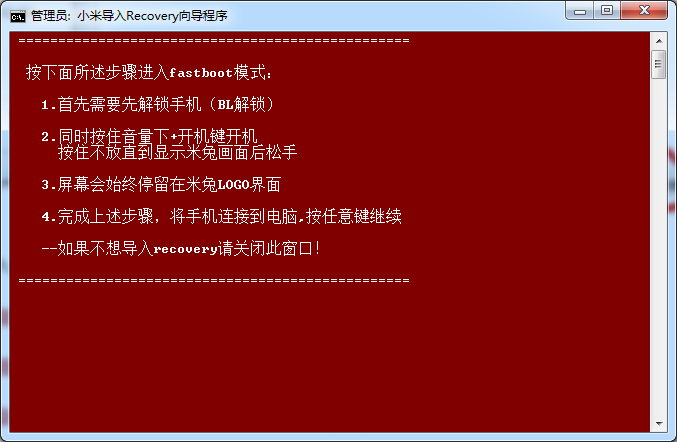 管理员: 小米导入Recovery向导程序
=================================================
按下面所述步骤进入fastboot模式：
1.首先需要先解锁手机（BL解锁）
2.同时按住音量下+开机键开机
按住不放直到显示米兔画面后松手
3.屏幕会始终停留在米兔LOGO界面
4.完成上述步骤，将手机连接到电脑,按任意键继续
--如果不想导入recovery请关闭此窗口！
=================================================